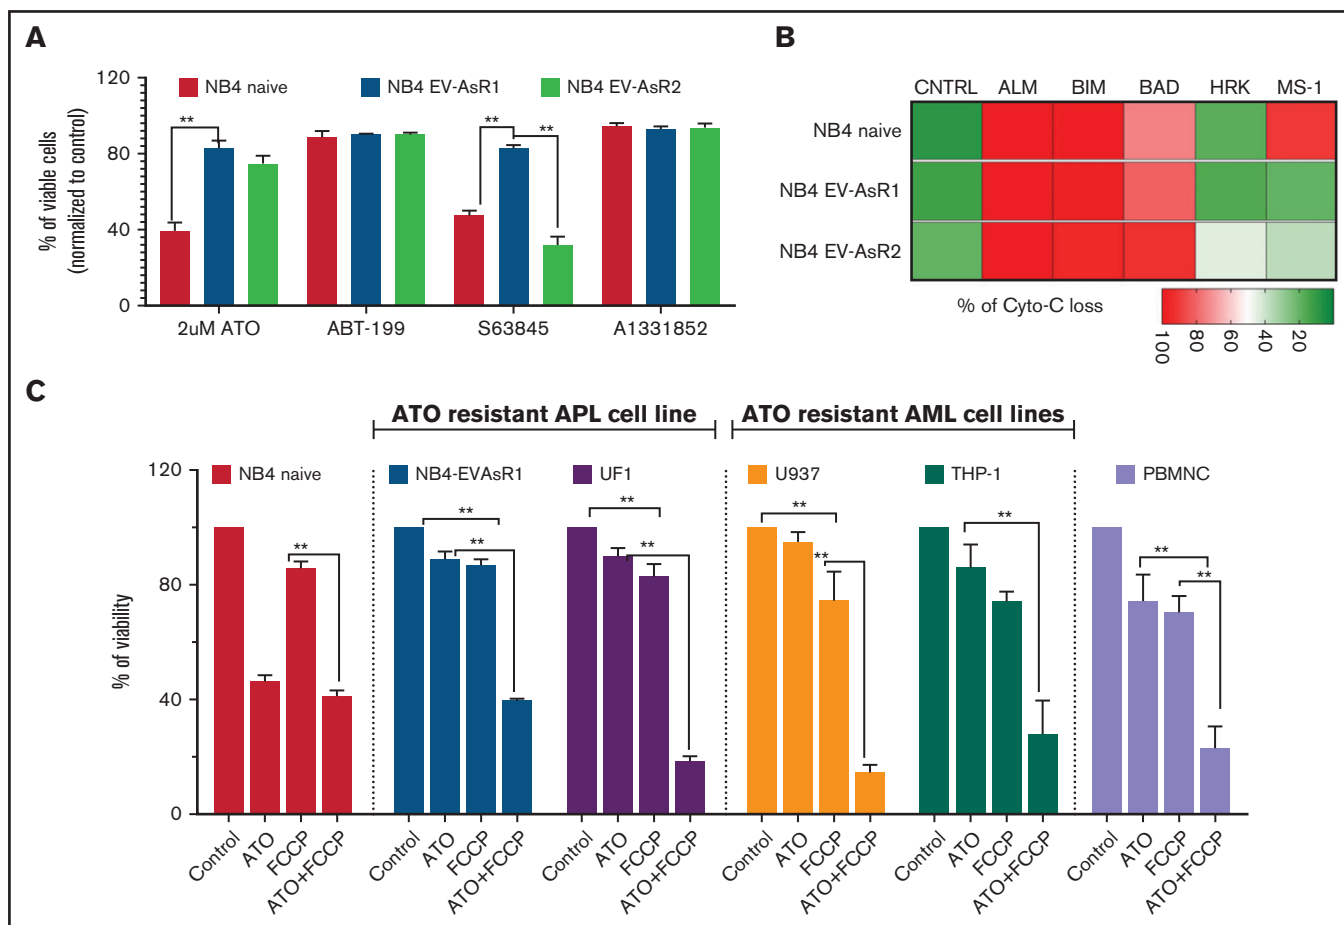 A
120
80
40
0
% of viable cells
(normalized to control)
NB4 naive
NB4 EV-AsR1
NB4 EV-AsR2
**
**
**
2uM ATO
ABT-199
S63845
A1331852
B
CNTRL ALM BIM BAD HRK MS-1
NB4 naive
NB4 EV-AsR1
NB4 EV-AsR2
% of Cyto-C loss
100 80 60 40 20
C
ATO resistant APL cell line
ATO resistant AML cell lines
120
80
40
0
% of viability
NB4 naive
NB4-EVAsR1
UF1
U937
THP-1
PBMNC
**
**
**
**
**
**
**
**
**
**
Control ATO FCCP ATO+FCCP
Control ATO FCCP ATO+FCCP
Control ATO FCCP ATO+FCCP
Control ATO FCCP ATO+FCCP
Control ATO FCCP ATO+FCCP
Control ATO FCCP ATO+FCCP